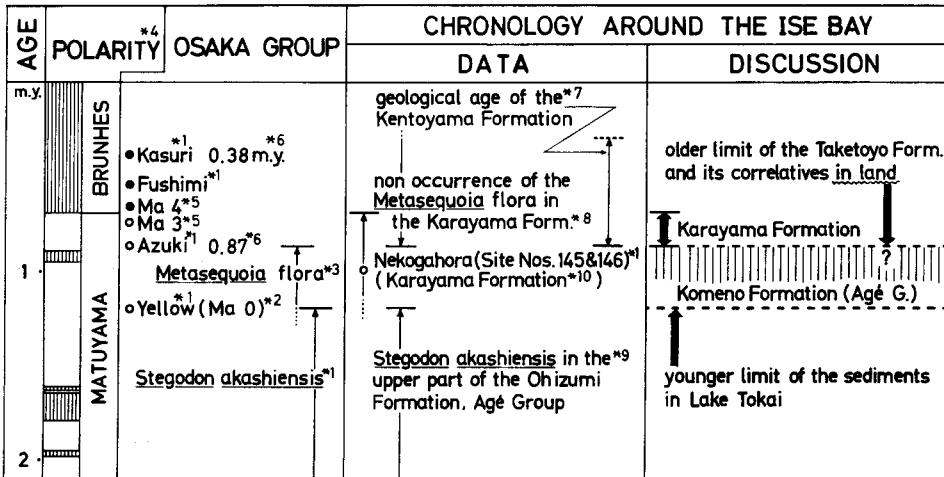 AGE
POLARITY*4
OSAKA GROUP
CHRONOLOGY AROUND THE ISE BAY
DATA
DISCUSSION
m.y.
1
2
BRUNHES
MATUYAMA
Kasuri*1 0.38 m.y.*6
Fushimi*1
Ma 4*5
Ma 3*5
Azuki*1 0.87*6
Metasequoia flora*3
Yellow*1 (Ma 0)*2
Stegodon akashiensis*1
geological age of the*7
Kentoyama Formation
non occurrence of the
Metasequoia flora in
in the Karayama Form.*8
Nekogahora (Site Nos.145&146)*1
(Karayama Formation*10)
Stegodon akashiensis in the*9
upper part of the Ohizumi
Formation, Agé Group
older limit of the Taketoyo Form.
and its correlatives in land
Karayama Formation
?
Komeno Formation (Agé G.)
younger limit of the sediments
in Lake Tokai